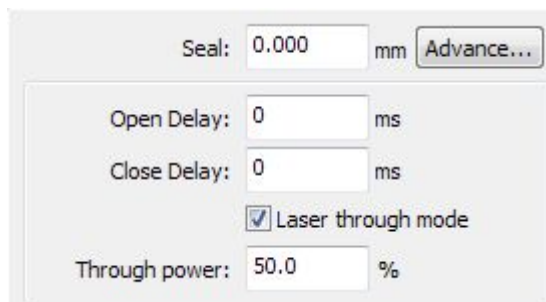 Seal: 0.000 mm Advance...
Open Delay: 0 ms
Close Delay: 0 ms
Laser through mode
Through power: 50.0 %